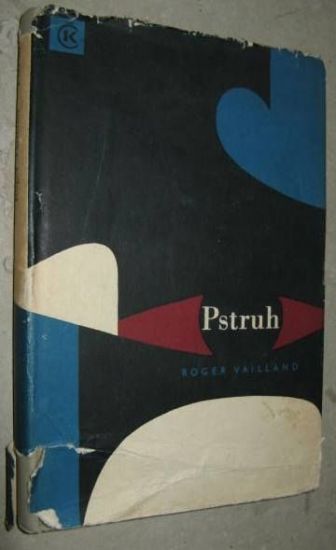 K
Pstruh
ROGER VAILLAND